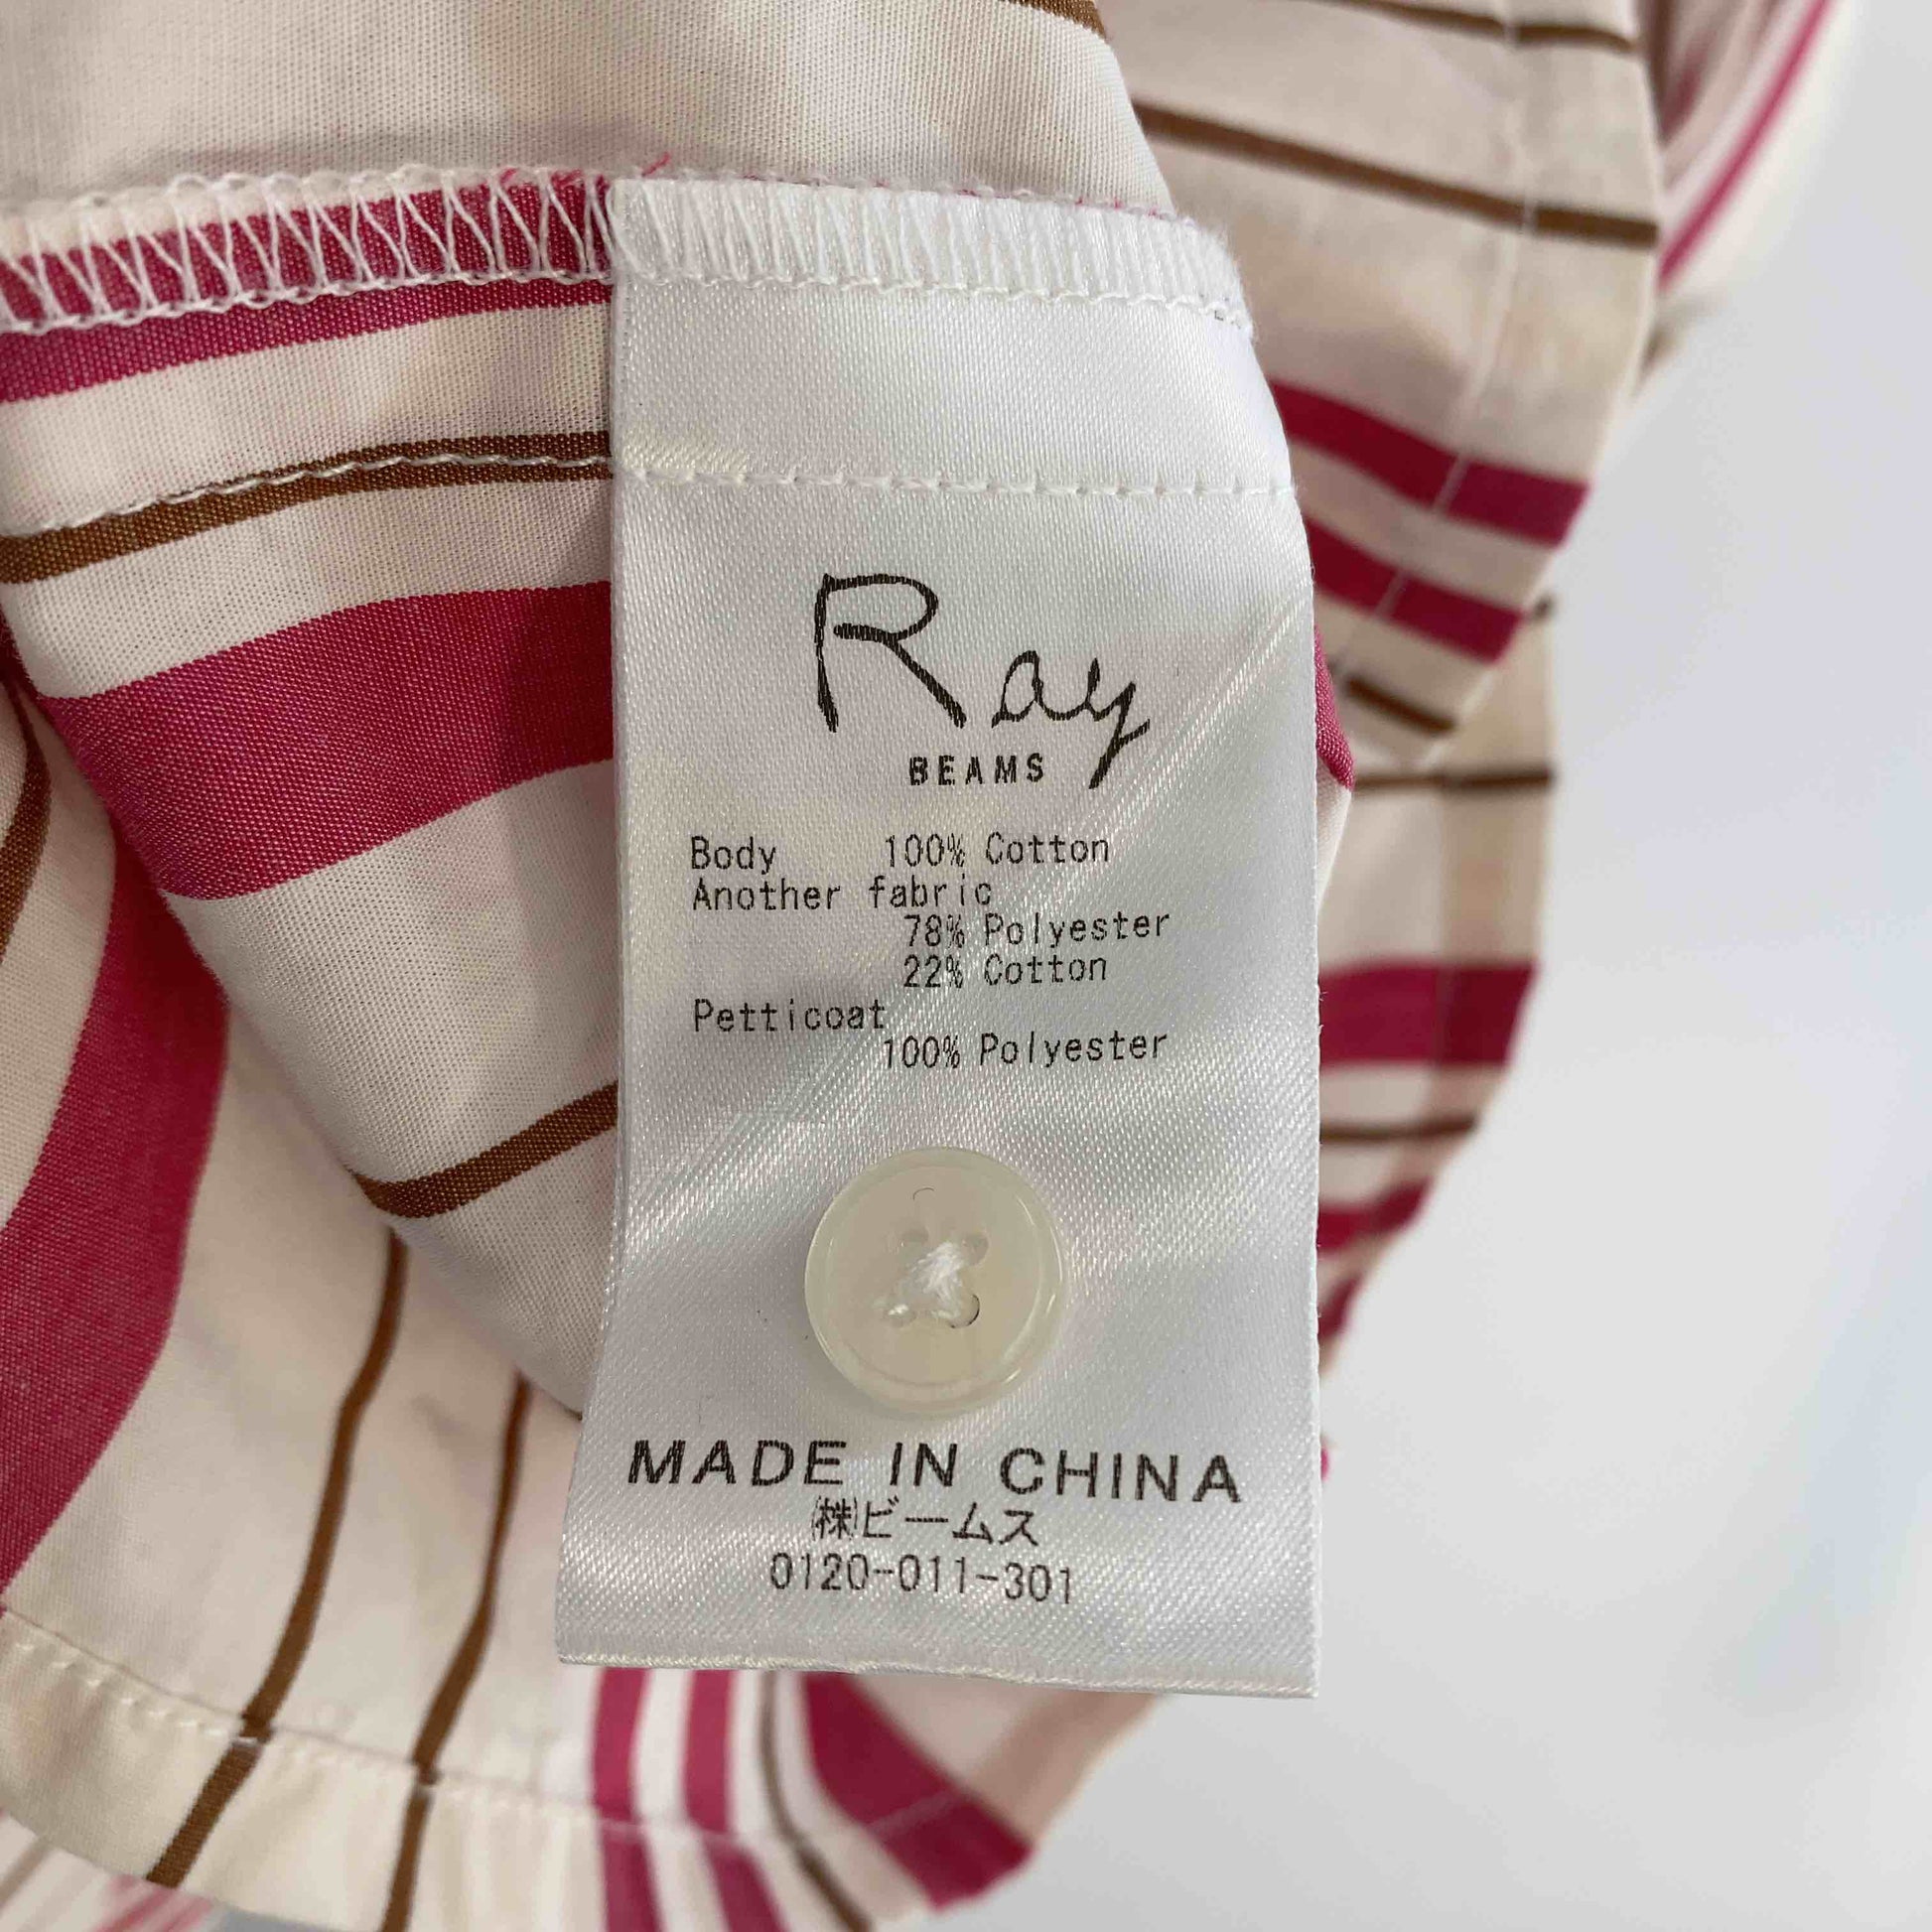 Ray
BEAMS
Body 100% Cotton
Another fabric
78% Polyester
22% Cotton
Petticoat
100% Polyester
MADE IN CHINA
㈱ビームス
0120-011-301